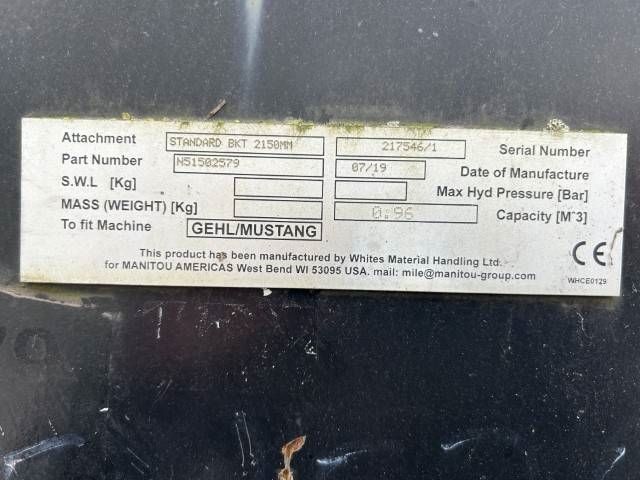 Attachment STANDARD BKT 2150MM 217546/1 Serial Number
Part Number N51502579 07/19 Date of Manufacture
S.W.L [Kg] Max Hyd Pressure [Bar]
MASS (WEIGHT) [Kg] 0.96 Capacity [M^3]
To fit Machine GEHL/MUSTANG
This product has been manufactured by Whites Material Handling Ltd.
for MANITOU AMERICAS West Bend WI 53095 USA. mail: mile@manitou-group.com
CE
WHCE0129